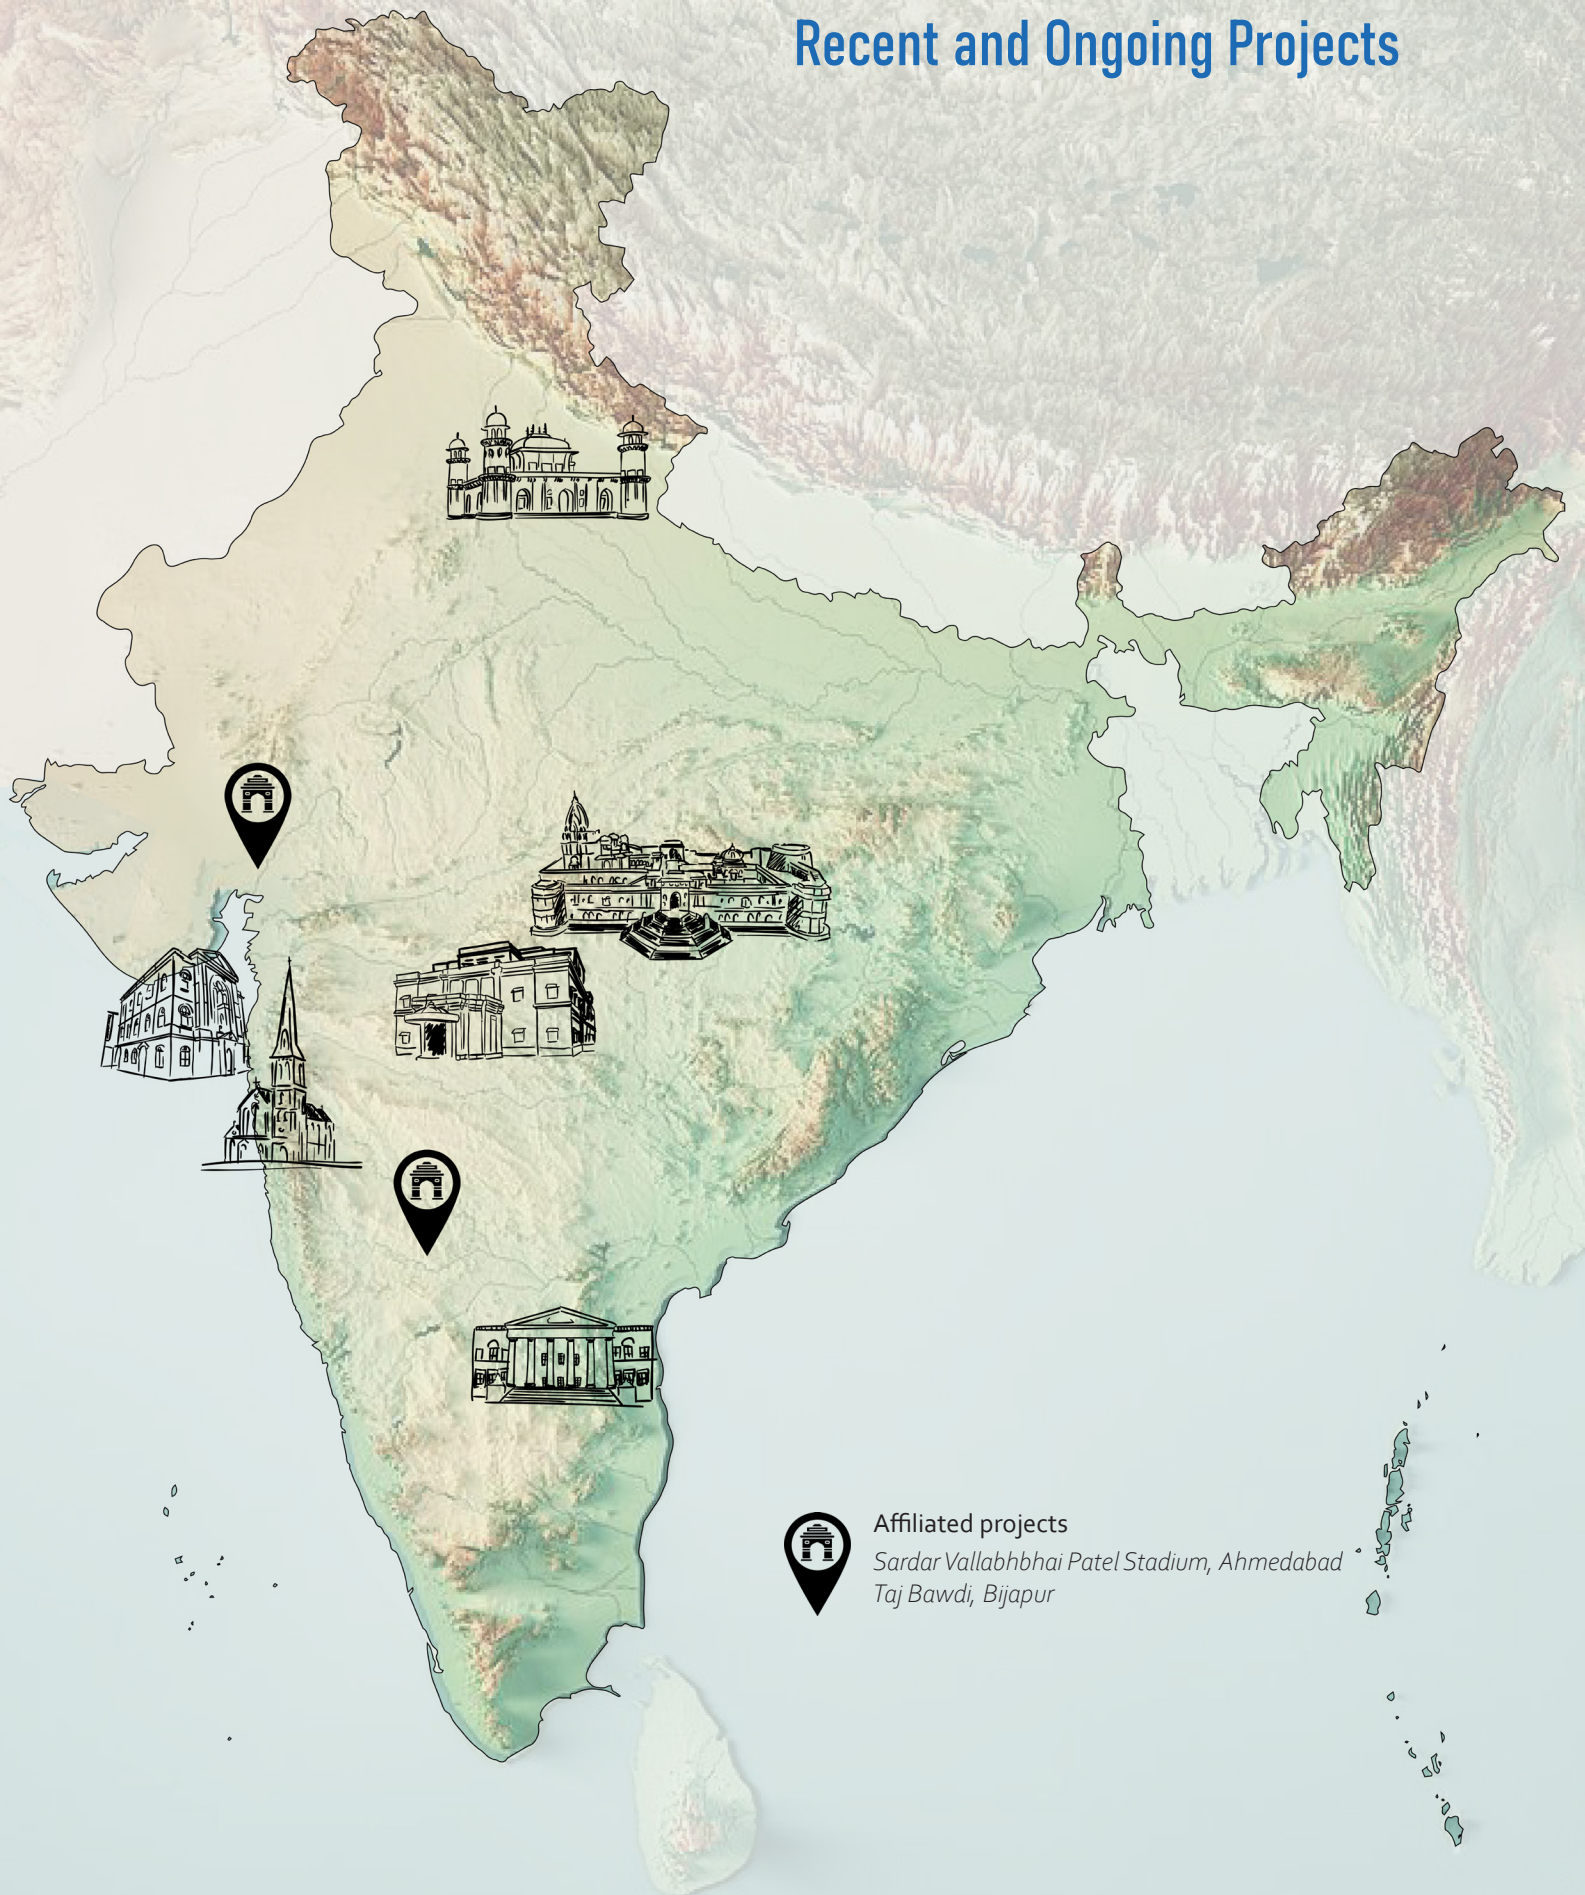 Recent and Ongoing Projects
Affiliated projects
Sardar Vallabhbhai Patel Stadium, Ahmedabad
Taj Bawdi, Bijapur